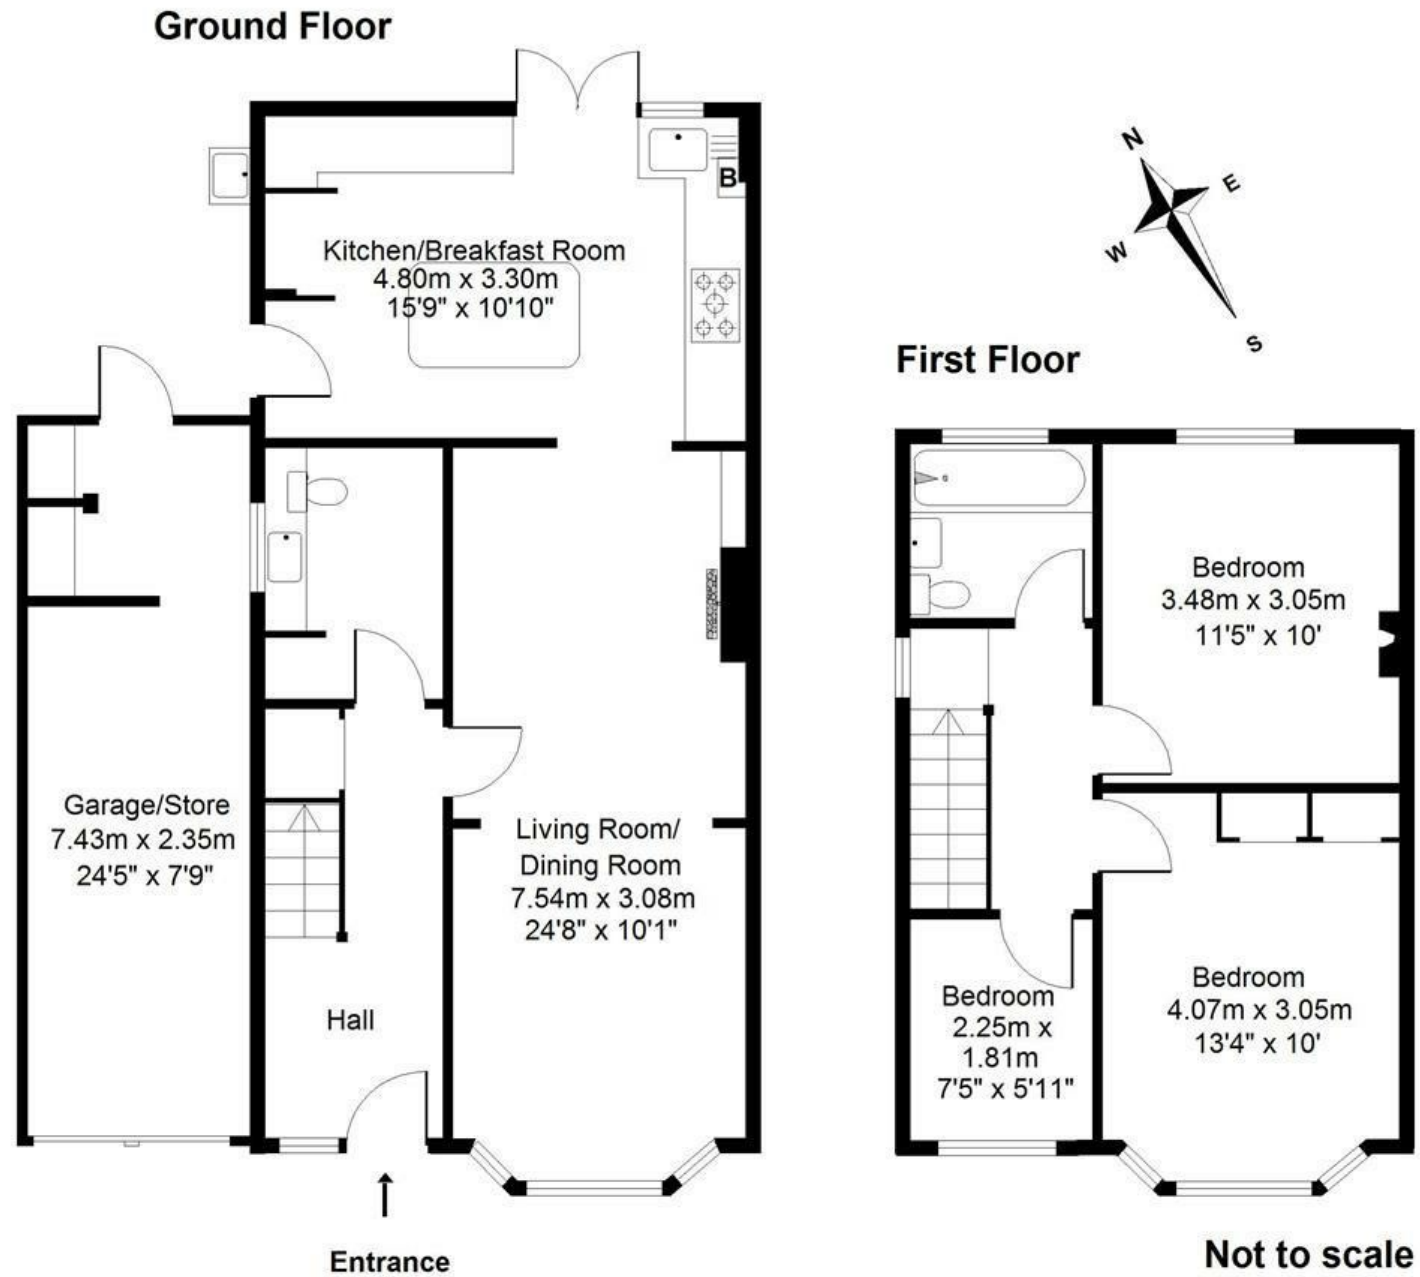 Ground Floor
Kitchen/Breakfast Room
4.80m x 3.30m
15'9" x 10'10"
B
N
E
W
S
Garage/Store
7.43m x 2.35m
24'5" x 7'9"
Living Room/
Dining Room
7.54m x 3.08m
24'8" x 10'1"
Hall
Entrance
First Floor
Bedroom
3.48m x 3.05m
11'5" x 10'
Bedroom
2.25m x
1.81m
7'5" x 5'11"
Bedroom
4.07m x 3.05m
13'4" x 10'
Not to scale